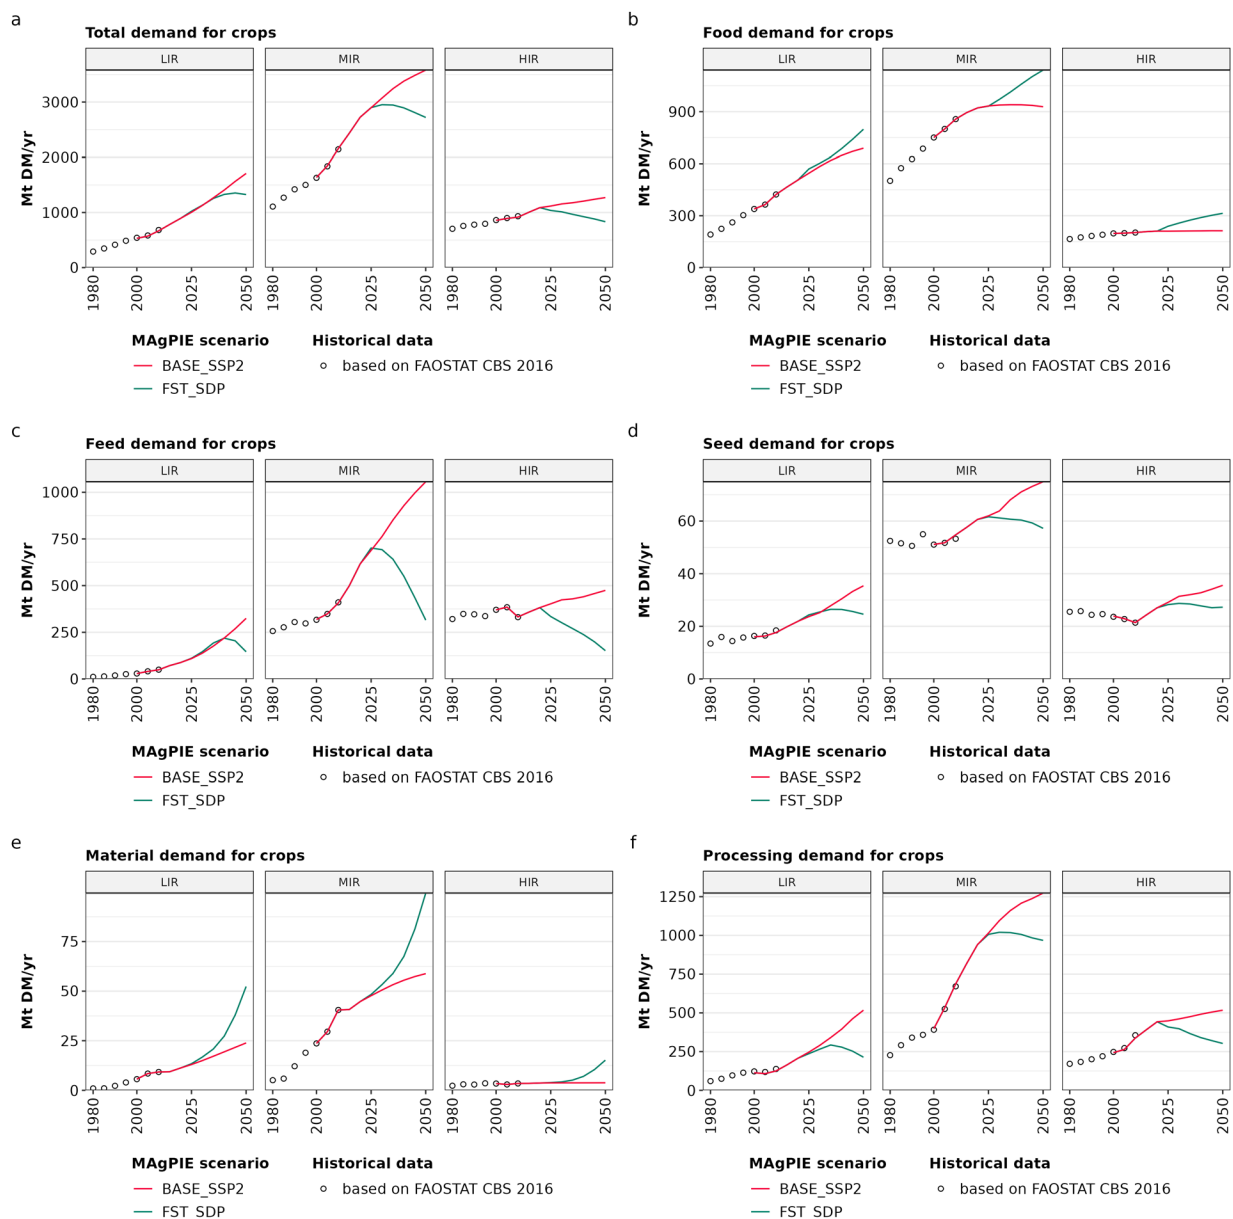 a
Total demand for crops
LIR MIR HIR
Mt DM/yr
3000
2000
1000
0
1980 2000 2025 2050 1980 2000 2025 2050 1980 2000 2025 2050
MAgPIE scenario Historical data
BASE_SSP2 based on FAOSTAT CBS 2016
FST_SDP
b
Food demand for crops
LIR MIR HIR
Mt DM/yr
900
600
300
0
1980 2000 2025 2050 1980 2000 2025 2050 1980 2000 2025 2050
MAgPIE scenario Historical data
BASE_SSP2 based on FAOSTAT CBS 2016
FST_SDP
c
Feed demand for crops
LIR MIR HIR
Mt DM/yr
1000
750
500
250
0
1980 2000 2025 2050 1980 2000 2025 2050 1980 2000 2025 2050
MAgPIE scenario Historical data
BASE_SSP2 based on FAOSTAT CBS 2016
FST_SDP
d
Seed demand for crops
LIR MIR HIR
Mt DM/yr
60
40
20
0
1980 2000 2025 2050 1980 2000 2025 2050 1980 2000 2025 2050
MAgPIE scenario Historical data
BASE_SSP2 based on FAOSTAT CBS 2016
FST_SDP
e
Material demand for crops
LIR MIR HIR
Mt DM/yr
75
50
25
0
1980 2000 2025 2050 1980 2000 2025 2050 1980 2000 2025 2050
MAgPIE scenario Historical data
BASE_SSP2 based on FAOSTAT CBS 2016
FST_SDP
f
Processing demand for crops
LIR MIR HIR
Mt DM/yr
1250
1000
750
500
250
0
1980 2000 2025 2050 1980 2000 2025 2050 1980 2000 2025 2050
MAgPIE scenario Historical data
BASE_SSP2 based on FAOSTAT CBS 2016
FST_SDP